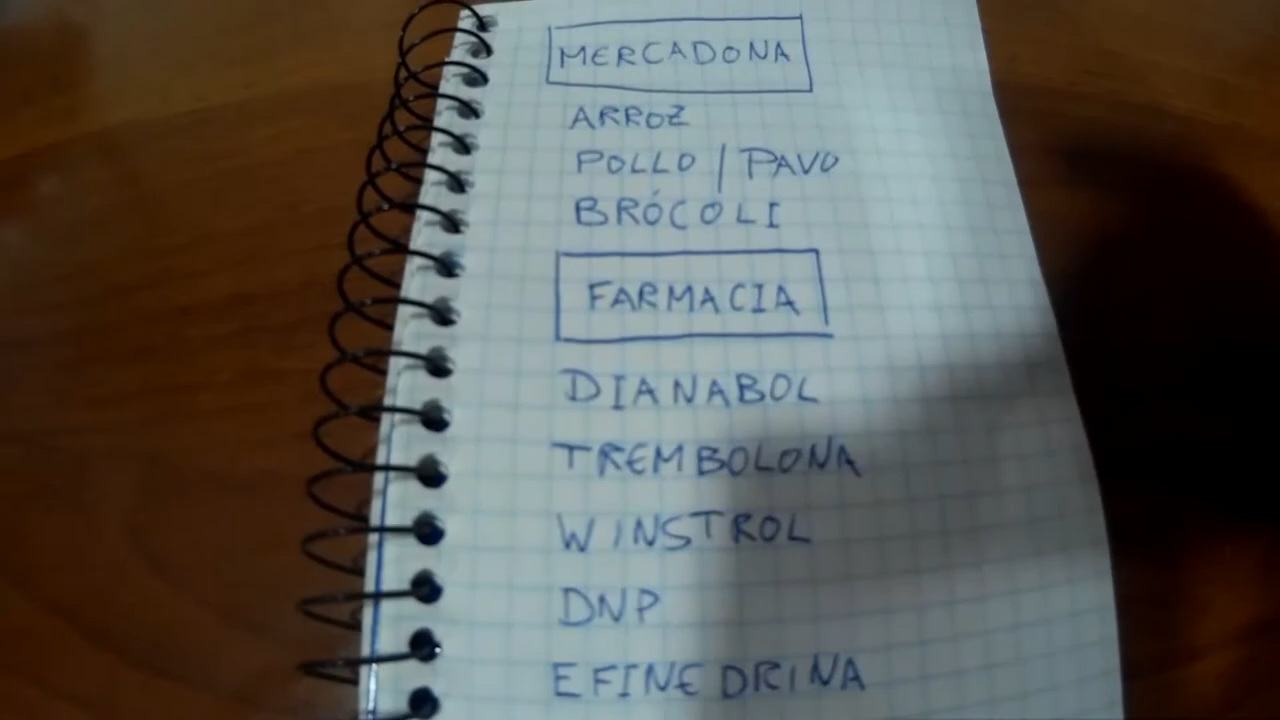 MERCADONA
ARROZ
POLLO / PAVO
BRÓCOLI
FARMACIA
DIANABOL
TREMBOLONA
WINSTROL
DNP
EFINEDRINA